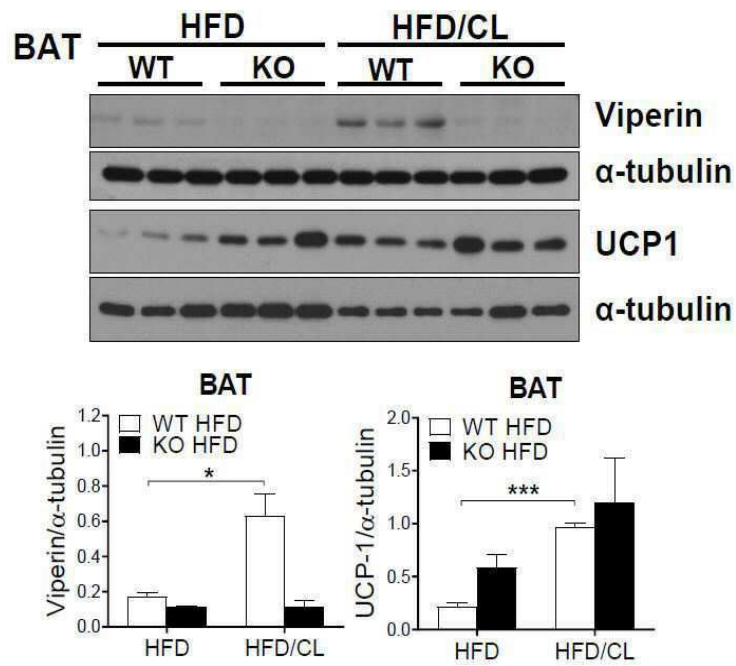 BAT
HFD HFD/CL
WT KO WT KO
Viperin
α-tubulin
UCP1
α-tubulin
BAT
Viperin/α-tubulin
1.2
1.0
0.8
0.6
0.4
0.2
0.0
WT HFD
KO HFD
*
HFD HFD/CL
BAT
UCP-1/α-tubulin
2.0
1.5
1.0
0.5
0.0
WT HFD
KO HFD
***
HFD HFD/CL